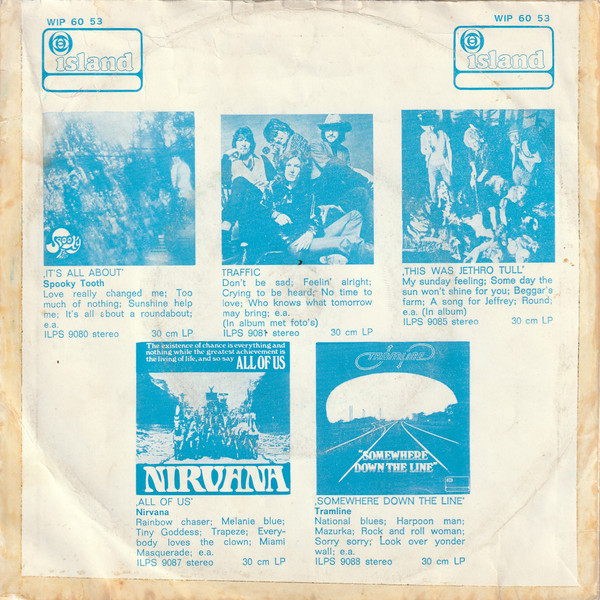 WIP 60 53
island
WIP 60 53
island
Spooky
‚IT'S ALL ABOUT'
Spooky Tooth
Love really changed me; Too
much of nothing; Sunshine help
me; It's all about a roundabout;
e.a.
ILPS 9080 stereo 30 cm LP
TRAFFIC
Don't be sad; Feelin' alright;
Crying to be heard; No time to
love; Who knows what tomorrow
may bring; e.a.
(In album met foto's)
ILPS 9081 stereo 30 cm LP
‚THIS WAS JETHRO TULL'
My sunday feeling; Some day the
sun won't shine for you; Beggar's
farm; A song for Jeffrey; Round;
e.a. (In album)
ILPS 9085 stereo 30 cm LP
The existence of chance is everything and
nothing while the greatest achievement is
the living of life, and so say ALL OF US
NIRVANA
‚ALL OF US'
Nirvana
Rainbow chaser; Melanie blue;
Tiny Goddess; Trapeze; Every-
body loves the clown; Miami
Masquerade; e.a.
ILPS 9087 stereo 30 cm LP
Tramline
"SOMEWHERE
DOWN THE LINE"
‚SOMEWHERE DOWN THE LINE'
Tramline
National blues; Harpoon man;
Mazurka; Rock and roll woman;
Sorry sorry; Look over yonder
wall; e.a.
ILPS 9088 stereo 30 cm LP